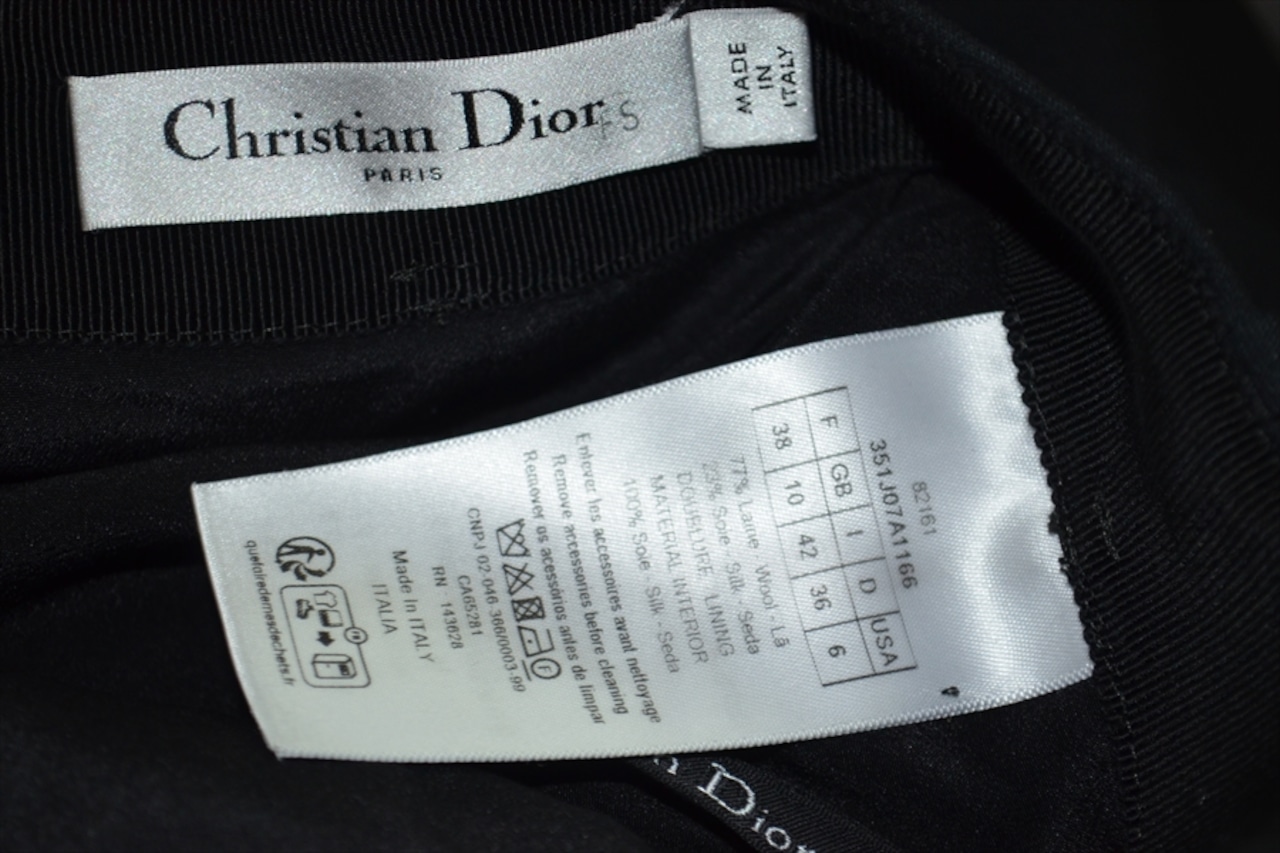 Christian Dior
PARIS
FS
MADE
IN
ITALY
82161
351J07A1166
F GB I D USA
38 10 42 36 6
77% Laine Wool - Lã
23% Soie Silk - Seda
DOUBLURE LINING
MATERIAL INTERIOR
100% Soie - Silk - Seda
Enlever les accessoires avant nettoyage
Remove accessories before cleaning
Remover os acessórios antes de limpar
CNPJ 02-046 366/0003-99
CA65281
RN : 143628
Made In ITALY
ITALIA
quefairedemesdechets.fr
n Dior